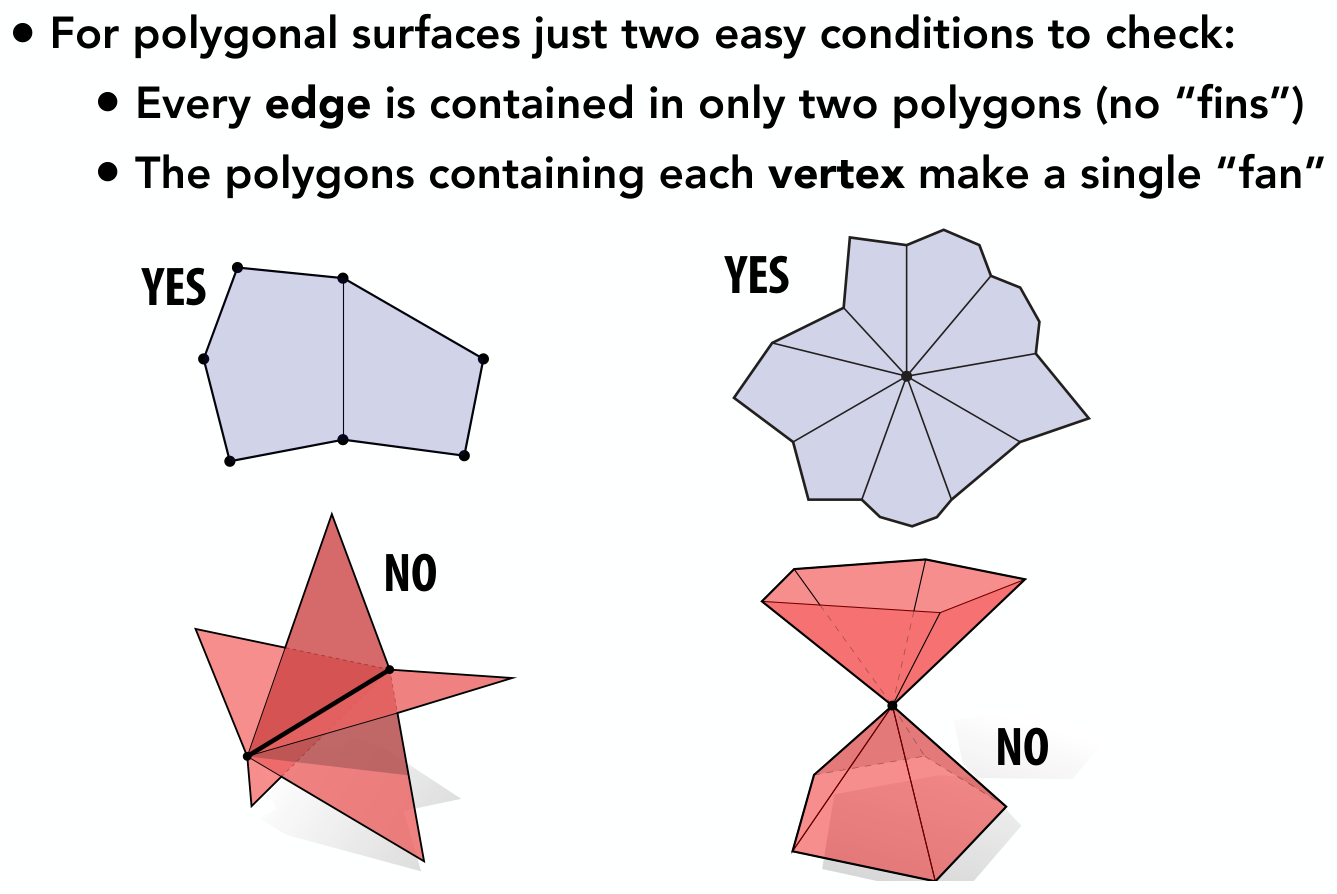 • For polygonal surfaces just two easy conditions to check:
• Every edge is contained in only two polygons (no “fins”)
• The polygons containing each vertex make a single “fan”
YES
YES
NO
NO